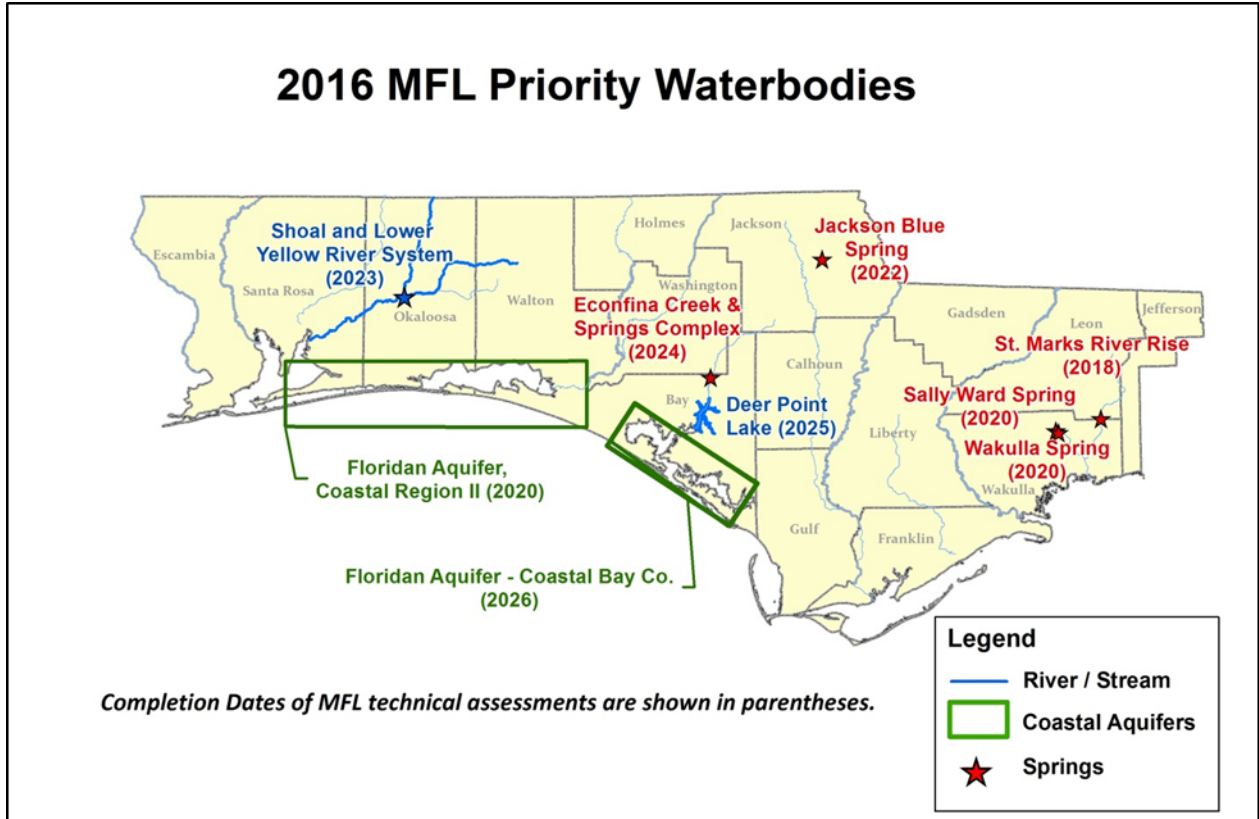 2016 MFL Priority Waterbodies
Escambia
Santa Rosa
Okaloosa
Walton
Holmes
Washington
Jackson
Bay
Calhoun
Gulf
Liberty
Franklin
Gadsden
Leon
Wakulla
Jefferson
Shoal and Lower
Yellow River System
(2023)
Jackson Blue
Spring
(2022)
Econfina Creek &
Springs Complex
(2024)
St. Marks River Rise
(2018)
Sally Ward Spring
(2020)
Wakulla Spring
(2020)
Deer Point
Lake (2025)
Floridan Aquifer,
Coastal Region II (2020)
Floridan Aquifer - Coastal Bay Co.
(2026)
Completion Dates of MFL technical assessments are shown in parentheses.
Legend
River / Stream
Coastal Aquifers
Springs